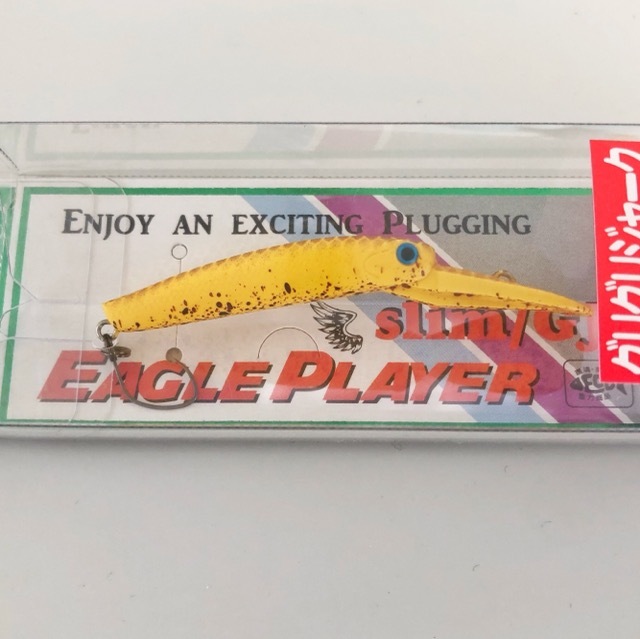 ENJOY AN EXCITING PLUGGING
slim/G.
EAGLE PLAYER
グリグリジャーク